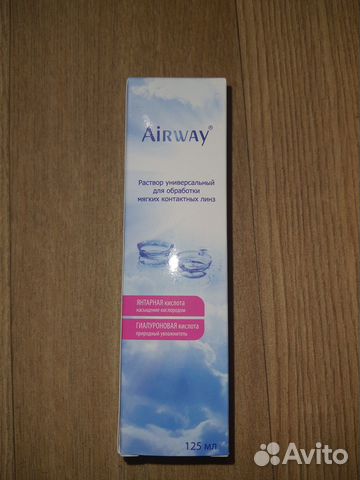 AiRWAY®
Раствор универсальный
для обработки
мягких контактных линз
ЯНТАРНАЯ кислота
насыщение кислородом
ГИАЛУРОНОВАЯ кислота
природный увлажнитель
125 мл
Avito